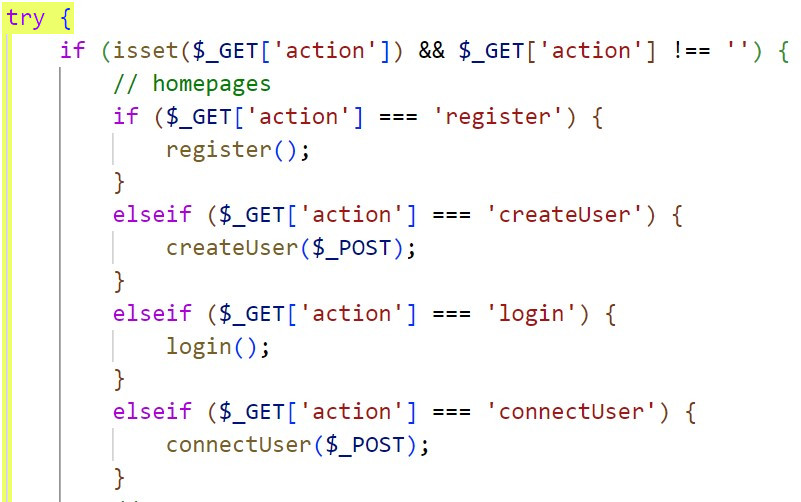 try {
    if (isset($_GET['action']) && $_GET['action'] !== '') {
        // homepages
        if ($_GET['action'] === 'register') {
            register();
        }
        elseif ($_GET['action'] === 'createUser') {
            createUser($_POST);
        }
        elseif ($_GET['action'] === 'login') {
            login();
        }
        elseif ($_GET['action'] === 'connectUser') {
            connectUser($_POST);
        }